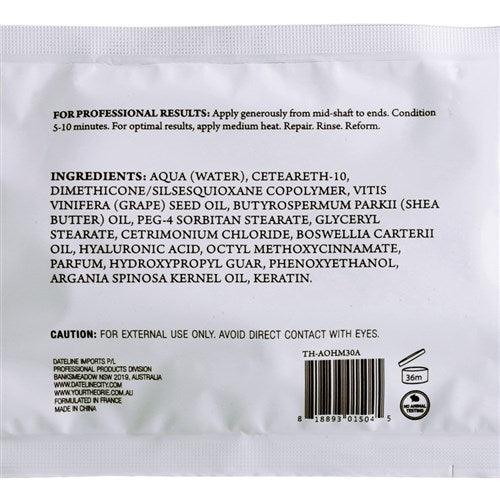 FOR PROFESSIONAL RESULTS: Apply generously from mid-shaft to ends. Condition
5-10 minutes. For optimal results, apply medium heat. Repair. Rinse. Reform.
INGREDIENTS: AQUA (WATER), CETEARETH-10,
DIMETHICONE/SILSESQUIOXANE COPOLYMER, VITIS
VINIFERA (GRAPE) SEED OIL, BUTYROSPERMUM PARKII (SHEA
BUTTER) OIL, PEG-4 SORBITAN STEARATE, GLYCERYL
STEARATE, CETRIMONIUM CHLORIDE, BOSWELLIA CARTERII
OIL, HYALURONIC ACID, OCTYL METHOXYCINNAMATE,
PARFUM, HYDROXYPROPYL GUAR, PHENOXYETHANOL,
ARGANIA SPINOSA KERNEL OIL, KERATIN.
CAUTION: FOR EXTERNAL USE ONLY. AVOID DIRECT CONTACT WITH EYES.
DATELINE IMPORTS P/L
PROFESSIONAL PRODUCTS DIVISION
BANKSMEADOW NSW 2019, AUSTRALIA
WWW.DATELINECITY.COM
WWW.YOURTHEORIE.COM.AU
FORMULATED IN FRANCE
MADE IN CHINA
TH-AOHM30A
8 18893 01504 5
36m
NO ANIMAL
TESTING